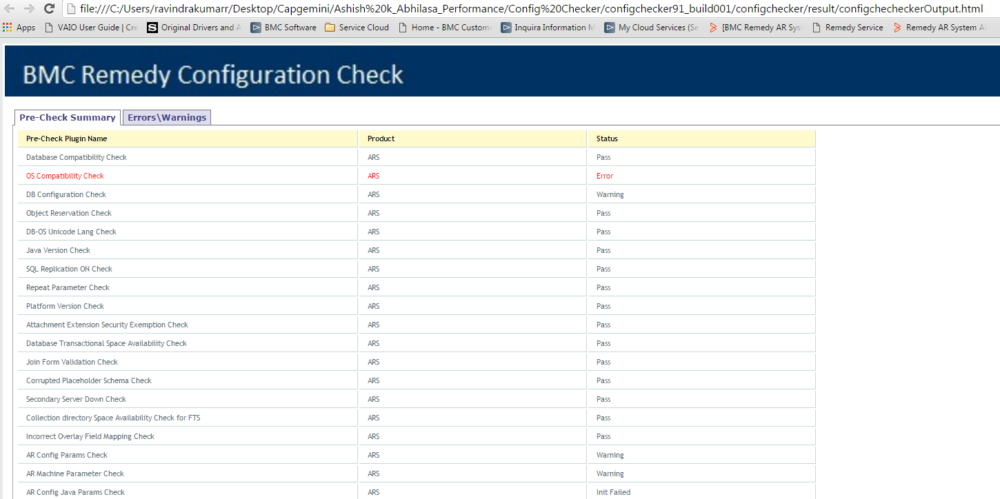 file:///C:/Users/ravindrakumarr/Desktop/Capgemini/Ashish%20k_Abhilasa_Performance/Config%20Checker/configchecker91_build001/configchecker/result/configchecheckerOutput.html
Apps VAIO User Guide | Cre Original Drivers and A BMC Software Service Cloud Home - BMC Custome Inquira Information M My Cloud Services (Se [BMC Remedy AR Sys Remedy Service Remedy AR System A
BMC Remedy Configuration Check
Pre-Check Summary Errors\Warnings
Pre-Check Plugin Name Product Status
Database Compatibility Check ARS Pass
OS Compatibility Check ARS Error
DB Configuration Check ARS Warning
Object Reservation Check ARS Pass
DB-OS Unicode Lang Check ARS Pass
Java Version Check ARS Pass
SQL Replication ON Check ARS Pass
Repeat Parameter Check ARS Pass
Platform Version Check ARS Pass
Attachment Extension Security Exemption Check ARS Pass
Database Transactional Space Availability Check ARS Pass
Join Form Validation Check ARS Pass
Corrupted Placeholder Schema Check ARS Pass
Secondary Server Down Check ARS Pass
Collection directory Space Availability Check for FTS ARS Pass
Incorrect Overlay Field Mapping Check ARS Pass
AR Config Params Check ARS Warning
AR Machine Parameter Check ARS Warning
AR Config Java Params Check ARS Init Failed